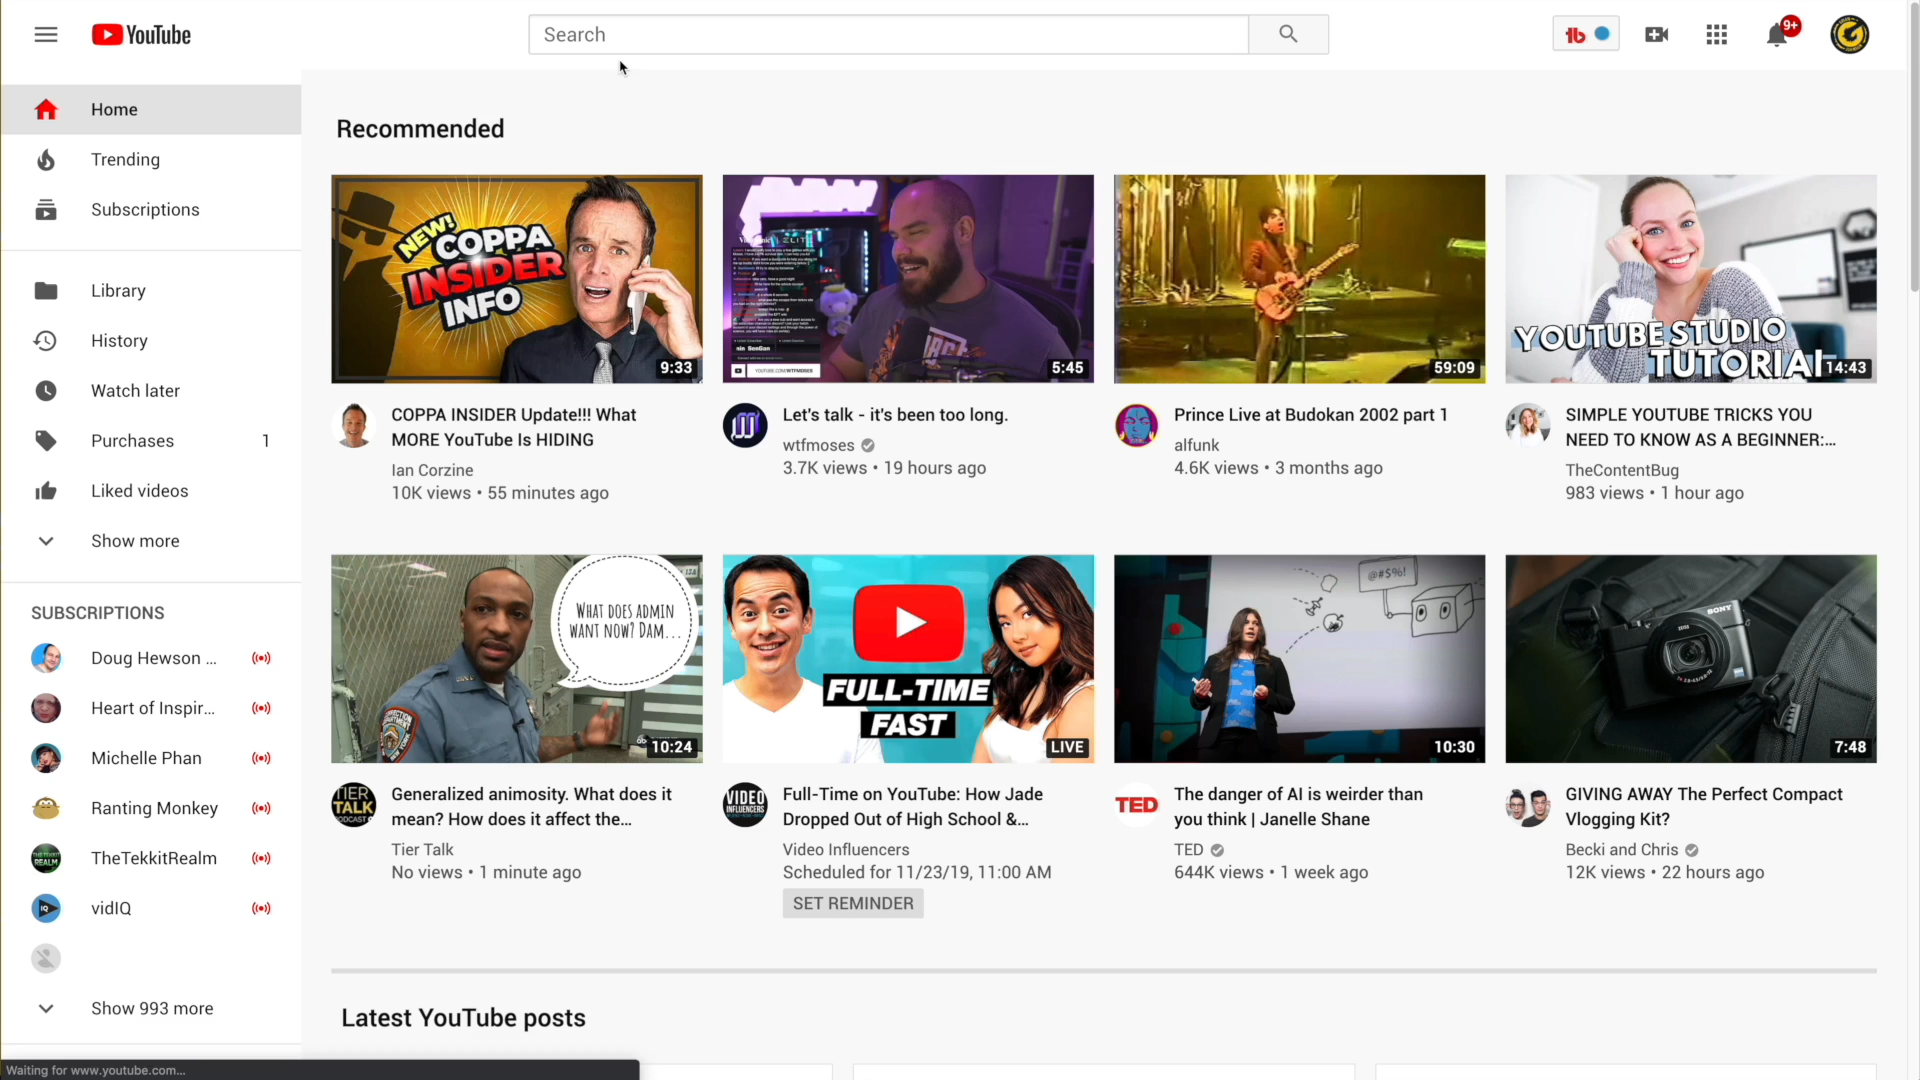 YouTube
Search
9+
Home
Trending
Subscriptions
Library
History
Watch later
Purchases 1
Liked videos
Show more
SUBSCRIPTIONS
Doug Hewson ...
Heart of Inspir...
Michelle Phan
Ranting Monkey
TheTekkitRealm
vidIQ
Show 993 more
Recommended
NEW!
COPPA
INSIDER
INFO
9:33
COPPA INSIDER Update!!! What
MORE YouTube Is HIDING
Ian Corzine
10K views • 55 minutes ago
YOUTUBE.COM/WTFMOSES
5:45
Let's talk - it's been too long.
wtfmoses
3.7K views • 19 hours ago
59:09
Prince Live at Budokan 2002 part 1
alfunk
4.6K views • 3 months ago
YOUTUBE STUDIO
TUTORIAL
14:43
SIMPLE YOUTUBE TRICKS YOU
NEED TO KNOW AS A BEGINNER:...
TheContentBug
983 views • 1 hour ago
WHAT DOES ADMIN
WANT NOW? DAM...
10:24
TIER
TALK
PODCAST
Generalized animosity. What does it
mean? How does it affect the...
Tier Talk
No views • 1 minute ago
FULL-TIME
FAST
LIVE
VIDEO
INFLUENCERS
Full-Time on YouTube: How Jade
Dropped Out of High School &...
Video Influencers
Scheduled for 11/23/19, 11:00 AM
SET REMINDER
@#$%!
10:30
TED
The danger of AI is weirder than
you think | Janelle Shane
TED
644K views • 1 week ago
SONY
7:48
GIVING AWAY The Perfect Compact
Vlogging Kit?
Becki and Chris
12K views • 22 hours ago
Latest YouTube posts
Waiting for www.youtube.com...